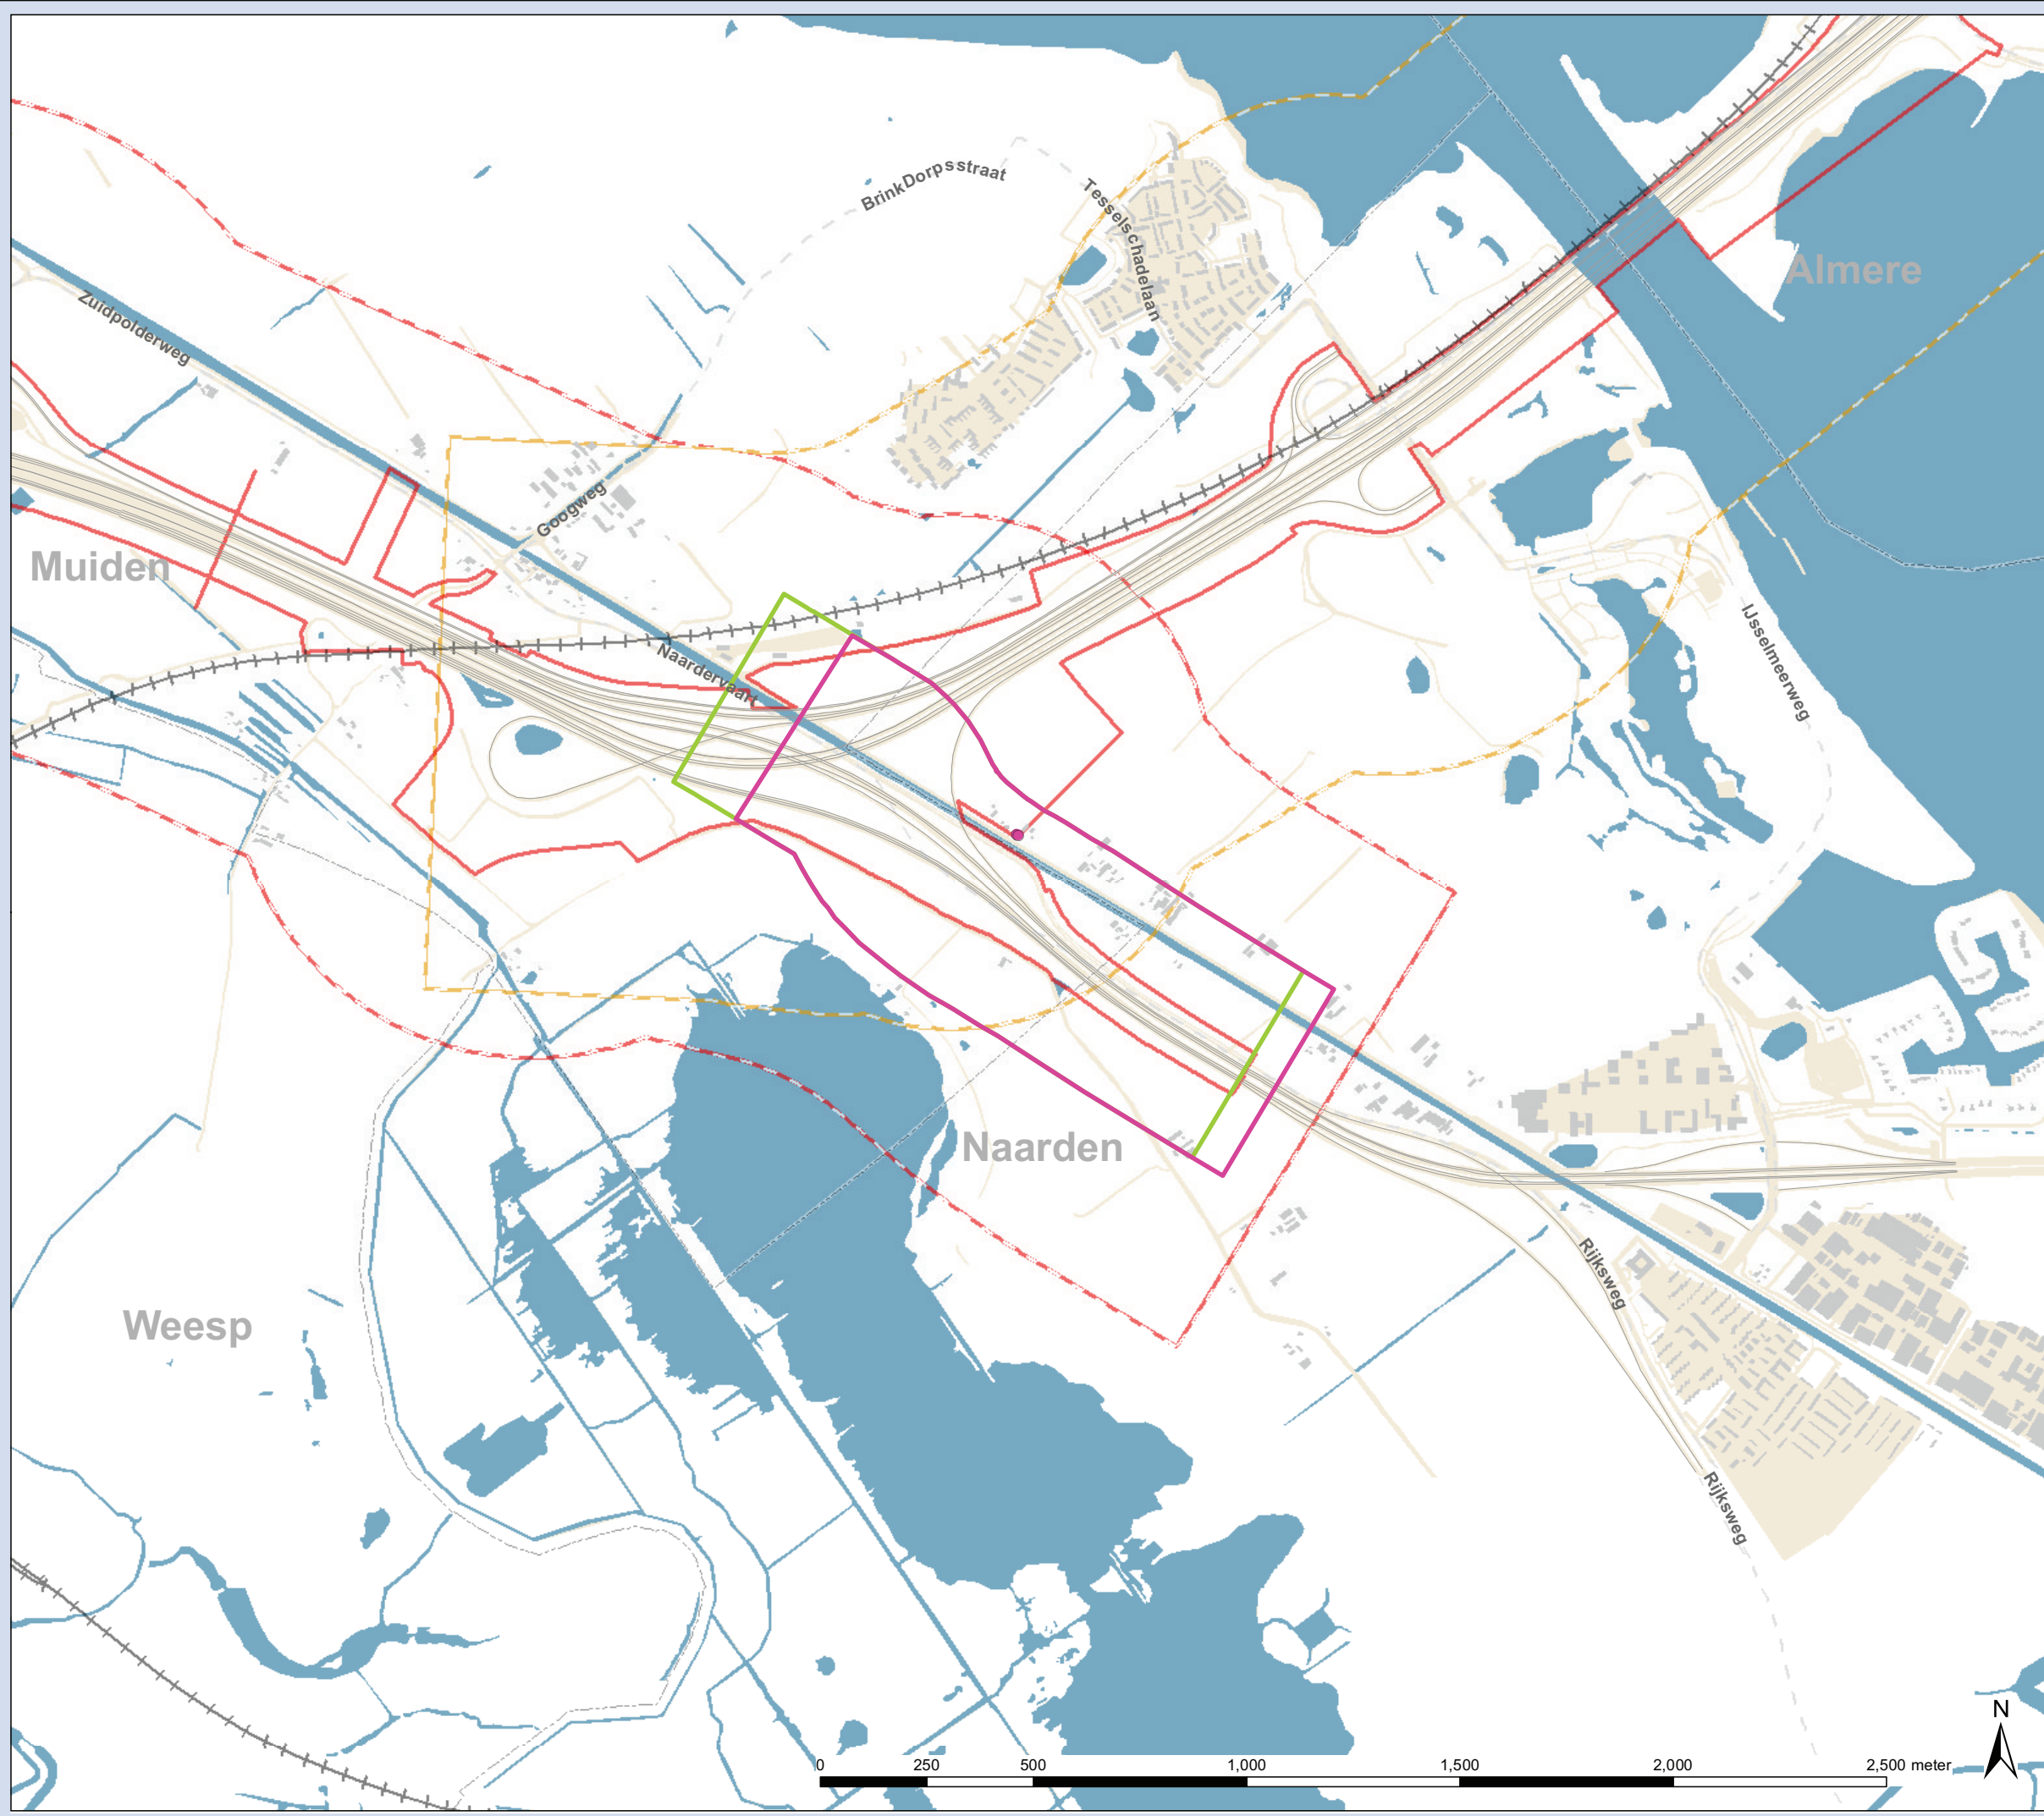 BrinkDorpsstraat
Tesselschadelaan
Almere
Zuidpolderweg
Googweg
Muiden
Naardervaart
IJsselmeerweg
Naarden
Rijksweg
Weesp
Rijksweg
N
0 250 500 1,000 1,500 2,000 2,500 meter